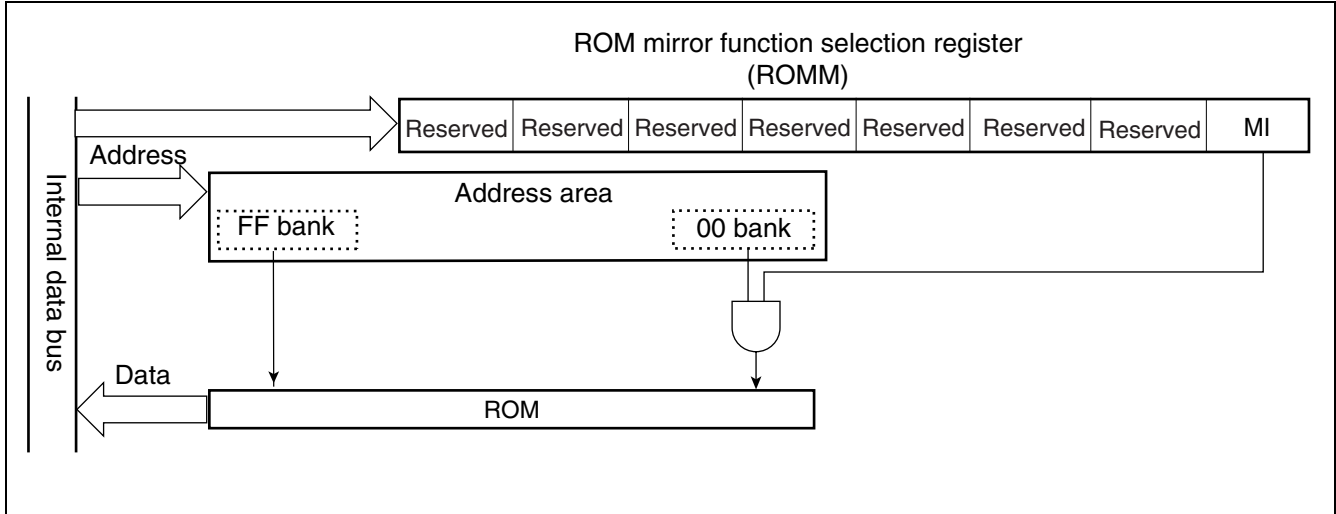 ROM mirror function selection register
(ROMM)
Reserved Reserved Reserved Reserved Reserved Reserved Reserved MI
Address
Address area
FF bank 00 bank
Internal data bus
Data
ROM